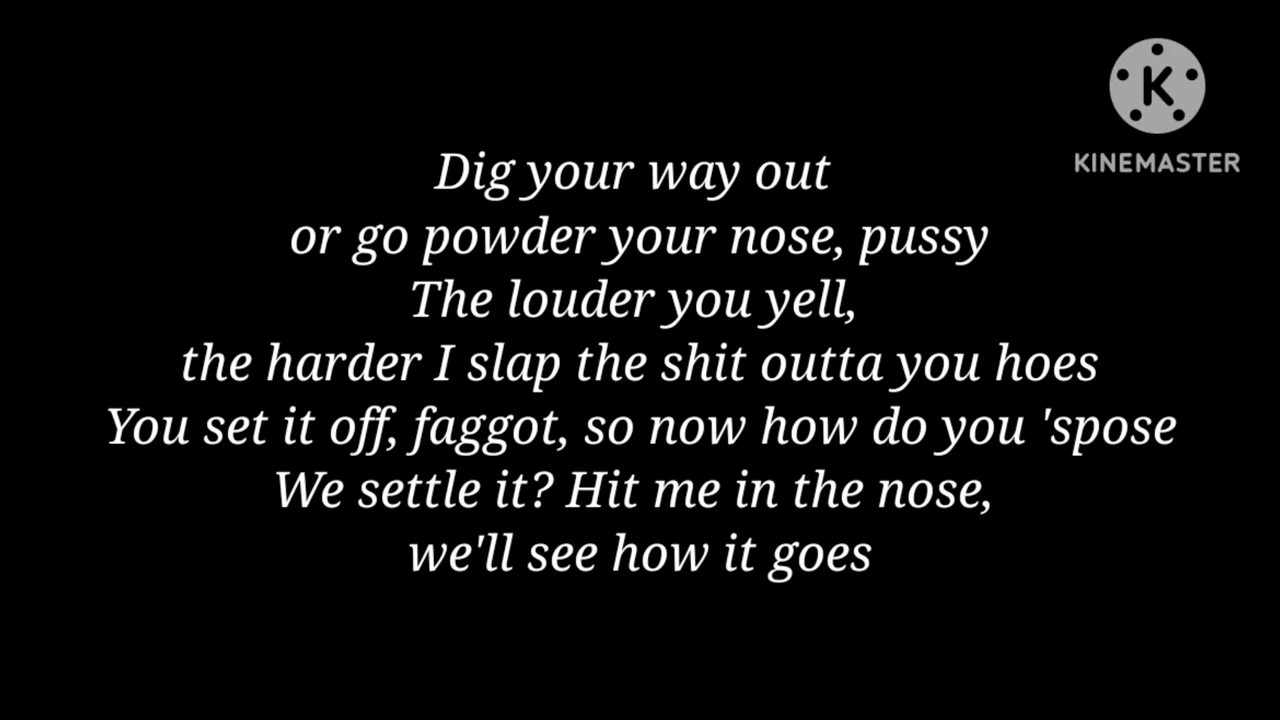 KINEMASTER
Dig your way out
or go powder your nose, pussy
The louder you yell,
the harder I slap the shit outta you hoes
You set it off, faggot, so now how do you 'spose
We settle it? Hit me in the nose,
we'll see how it goes